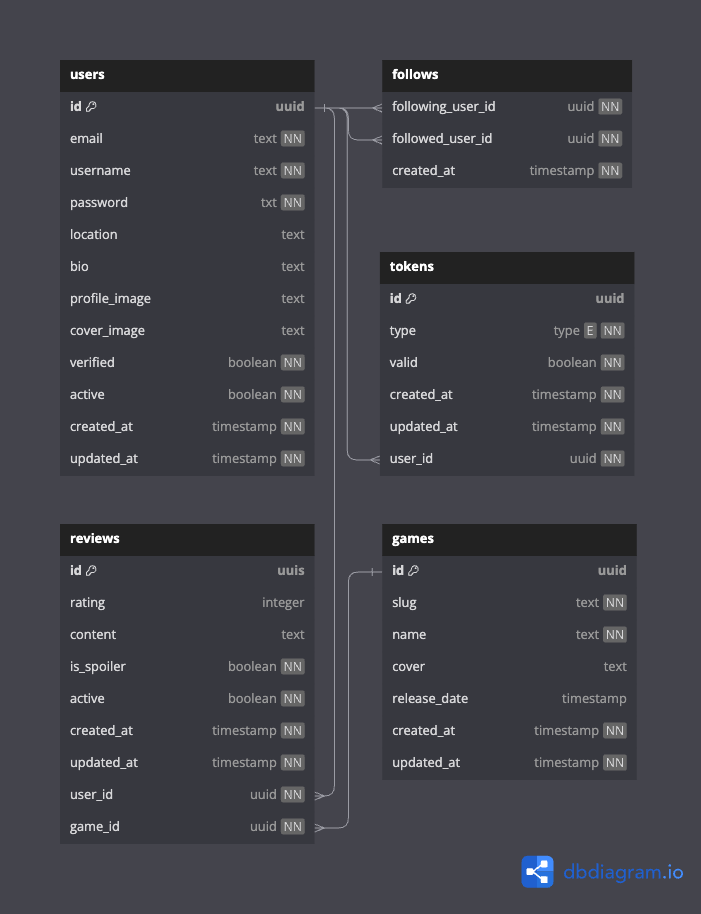 users
id uuid
email text NN
username text NN
password txt NN
location text
bio text
profile_image text
cover_image text
verified boolean NN
active boolean NN
created_at timestamp NN
updated_at timestamp NN
follows
following_user_id uuid NN
followed_user_id uuid NN
created_at timestamp NN
tokens
id uuid
type type E NN
valid boolean NN
created_at timestamp NN
updated_at timestamp NN
user_id uuid NN
reviews
id uuis
rating integer
content text
is_spoiler boolean NN
active boolean NN
created_at timestamp NN
updated_at timestamp NN
user_id uuid NN
game_id uuid NN
games
id uuid
slug text NN
name text NN
cover text
release_date timestamp
created_at timestamp NN
updated_at timestamp NN
dbdiagram.io